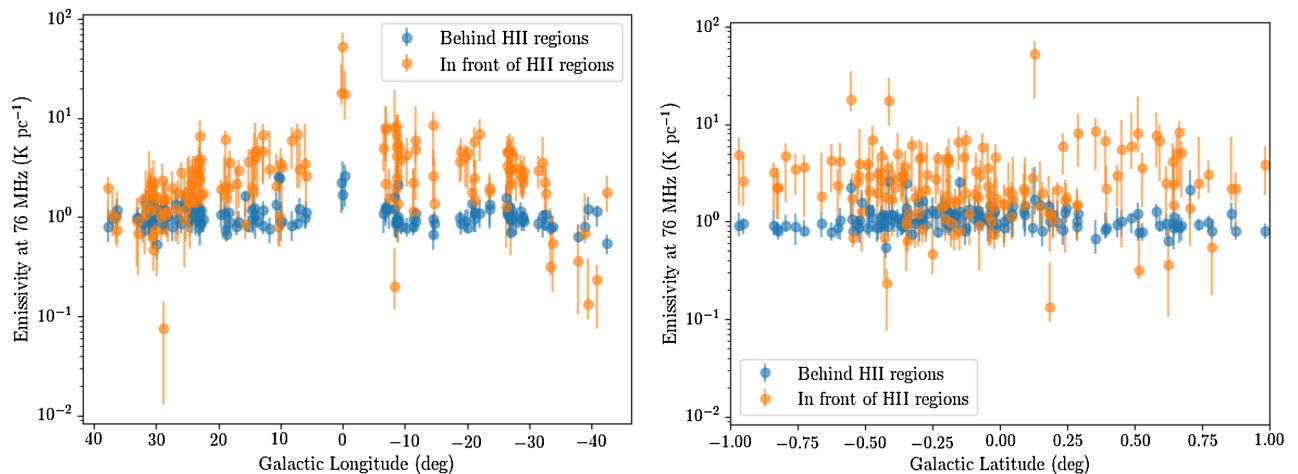 Behind HII regions
In front of HII regions
Emissivity at 76 MHz (K pc⁻¹)
10²
10¹
10⁰
10⁻¹
10⁻²
40 30 20 10 0 −10 −20 −30 −40
Galactic Longitude (deg)
Emissivity at 76 MHz (K pc⁻¹)
10²
10¹
10⁰
10⁻¹
10⁻²
Behind HII regions
In front of HII regions
−1.00 −0.75 −0.50 −0.25 0.00 0.25 0.50 0.75 1.00
Galactic Latitude (deg)